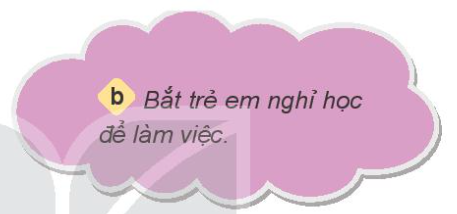 b Bắt trẻ em nghỉ học
để làm việc.